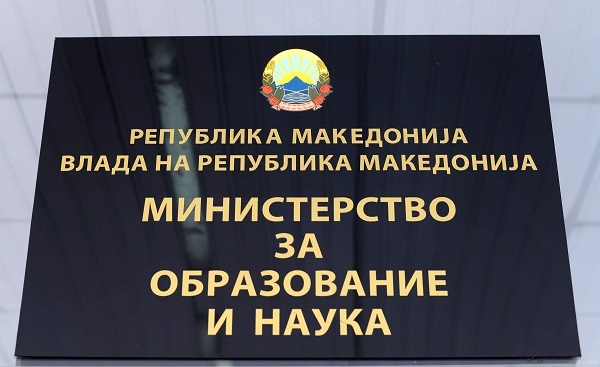 РЕПУБЛИКА МАКЕДОНИЈА
ВЛАДА НА РЕПУБЛИКА МАКЕДОНИЈА
МИНИСТЕРСТВО
ЗА
ОБРАЗОВАНИЕ
И НАУКА